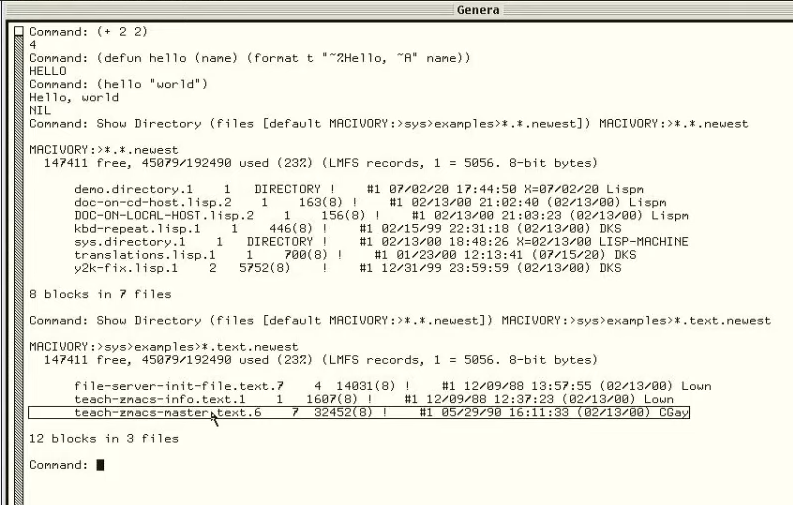 Genera
Command: (+ 2 2)
4
Command: (defun hello (name) (format t "~%Hello, ~A" name))
HELLO
Command: (hello "world")
Hello, world
NIL
Command: Show Directory (files [default MACIVORY:>sys>examples>*.*.newest]) MACIVORY:>*.*.newest
MACIVORY:>*.*.newest
147411 free, 45079/192490 used (23%) (LMFS records, 1 = 5056. 8-bit bytes)
demo.directory.1 1 DIRECTORY ! #1 07/02/20 17:44:50 X=07/02/20 Lispm
doc-on-cd-host.lisp.2 1 163(8) ! #1 02/13/00 21:02:40 (02/13/00) Lispm
DOC-ON-LOCAL-HOST.lisp.2 1 156(8) ! #1 02/13/00 21:03:23 (02/13/00) Lispm
kbd-repeat.lisp.1 1 446(8) ! #1 02/15/99 22:31:18 (02/13/00) DKS
sys.directory.1 1 DIRECTORY ! #1 02/13/00 18:48:26 X=02/13/00 LISP-MACHINE
translations.lisp.1 1 700(8) ! #1 01/23/00 12:13:41 (07/15/20) DKS
y2k-fix.lisp.1 2 5752(8) ! #1 12/31/99 23:59:59 (02/13/00) DKS
8 blocks in 7 files
Command: Show Directory (files [default MACIVORY:>*.*.newest]) MACIVORY:>sys>examples>*.text.newest
MACIVORY:>sys>examples>*.text.newest
147411 free, 45079/192490 used (23%) (LMFS records, 1 = 5056. 8-bit bytes)
file-server-init-file.text.7 4 14031(8) ! #1 12/09/88 13:57:55 (02/13/00) Lown
teach-zmacs-info.text.1 1 1607(8) ! #1 12/09/88 12:37:23 (02/13/00) Lown
teach-zmacs-master.text.6 7 32452(8) ! #1 05/29/90 16:11:33 (02/13/00) CGay
12 blocks in 3 files
Command: